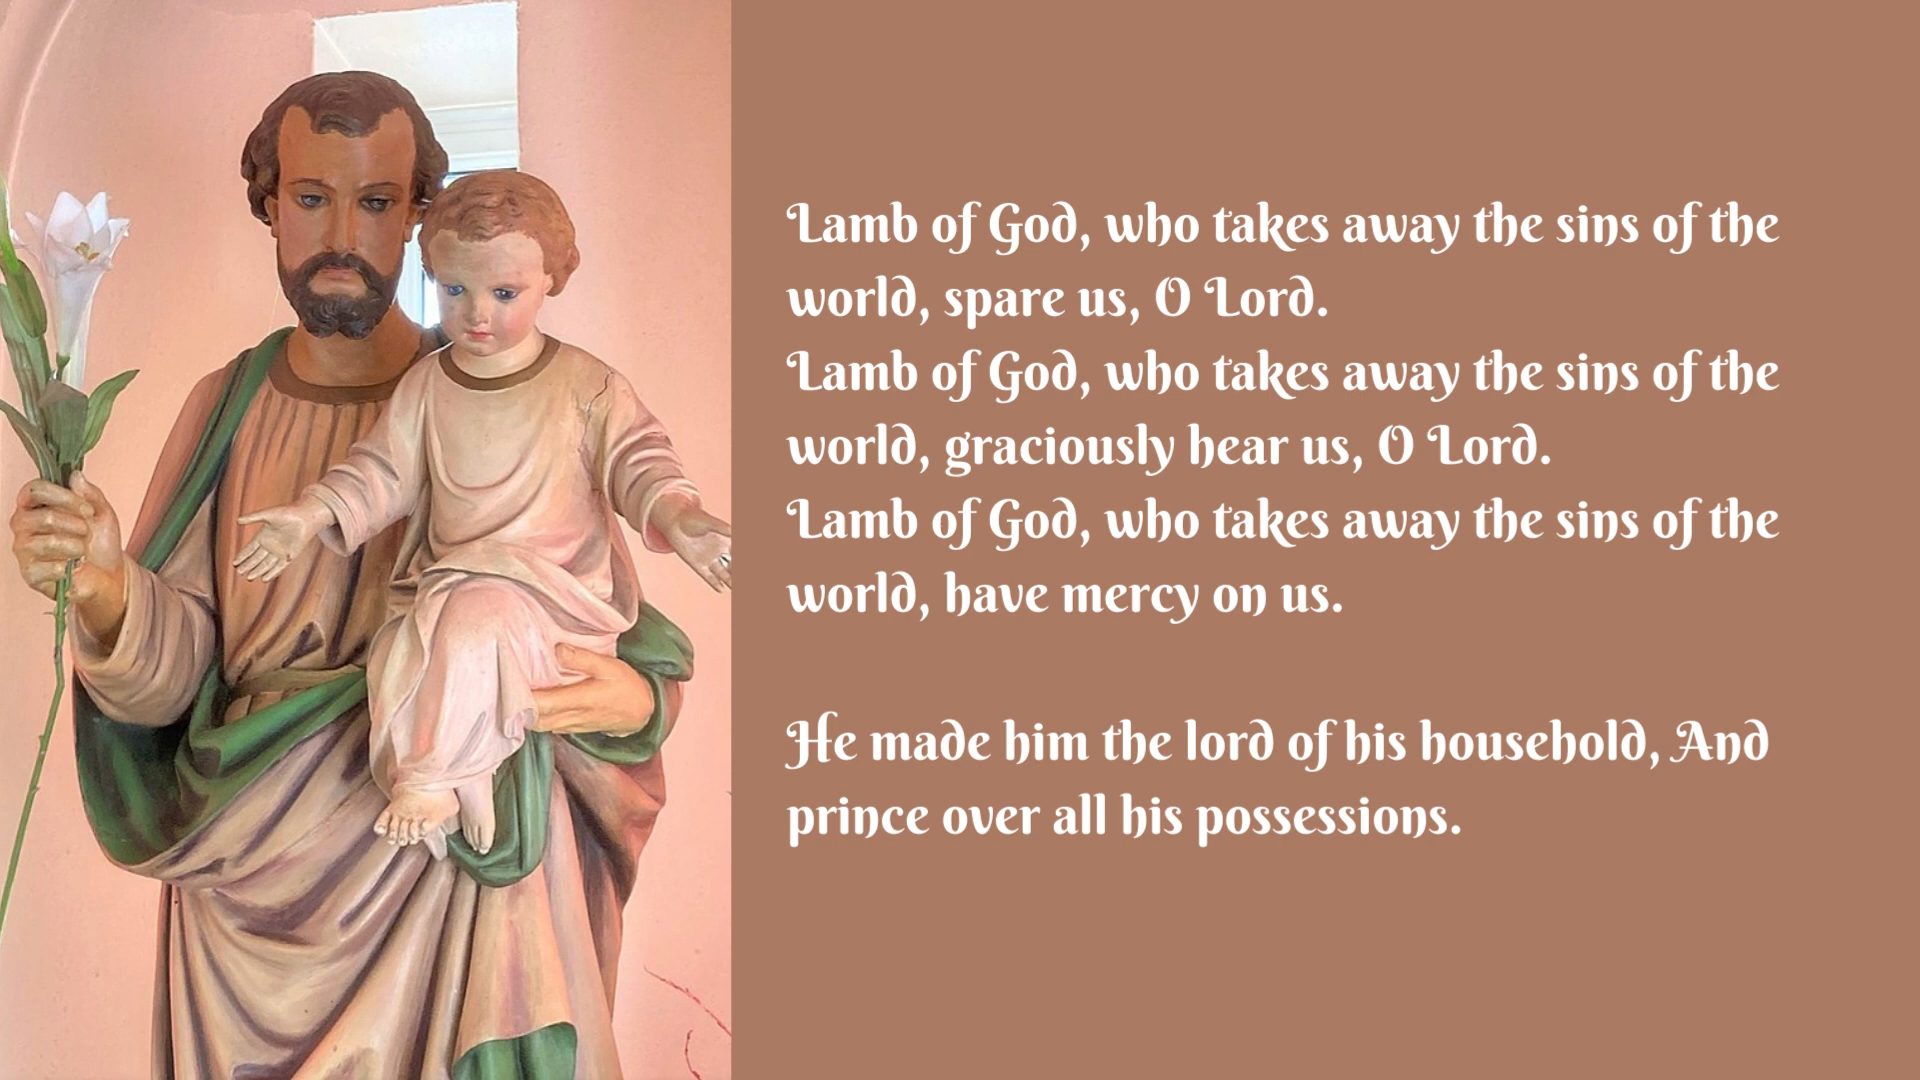 Lamb of God, who takes away the sins of the
world, spare us, O Lord.
Lamb of God, who takes away the sins of the
world, graciously hear us, O Lord.
Lamb of God, who takes away the sins of the
world, have mercy on us.
He made him the lord of his household, And
prince over all his possessions.